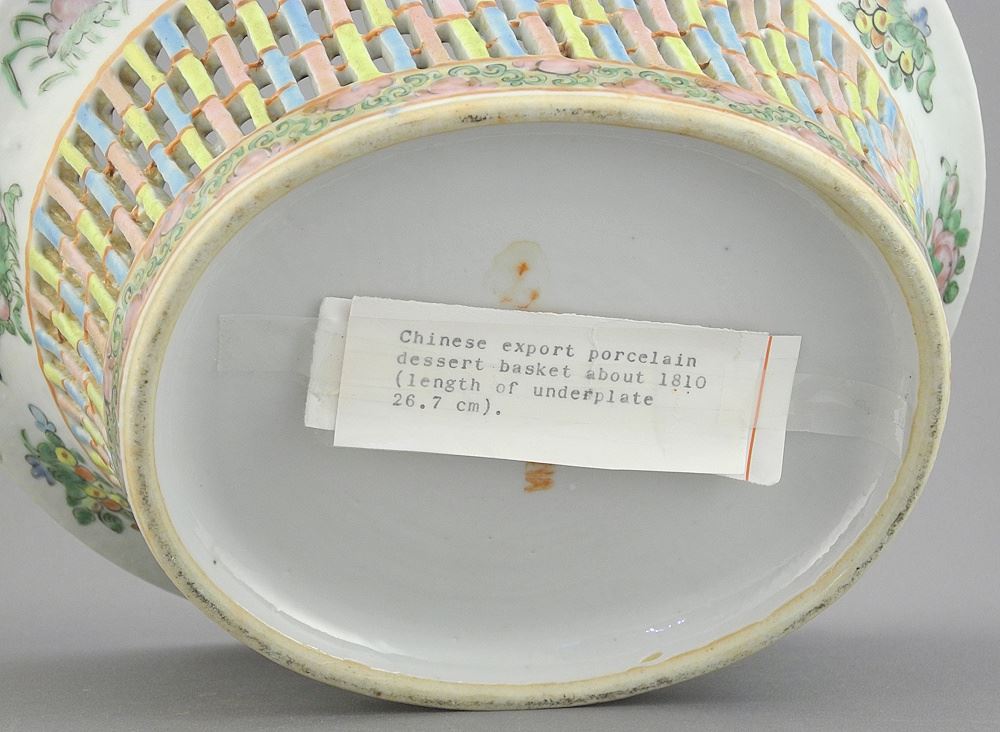 Chinese export porcelain
dessert basket about 1810
(length of underplate
26.7 cm).